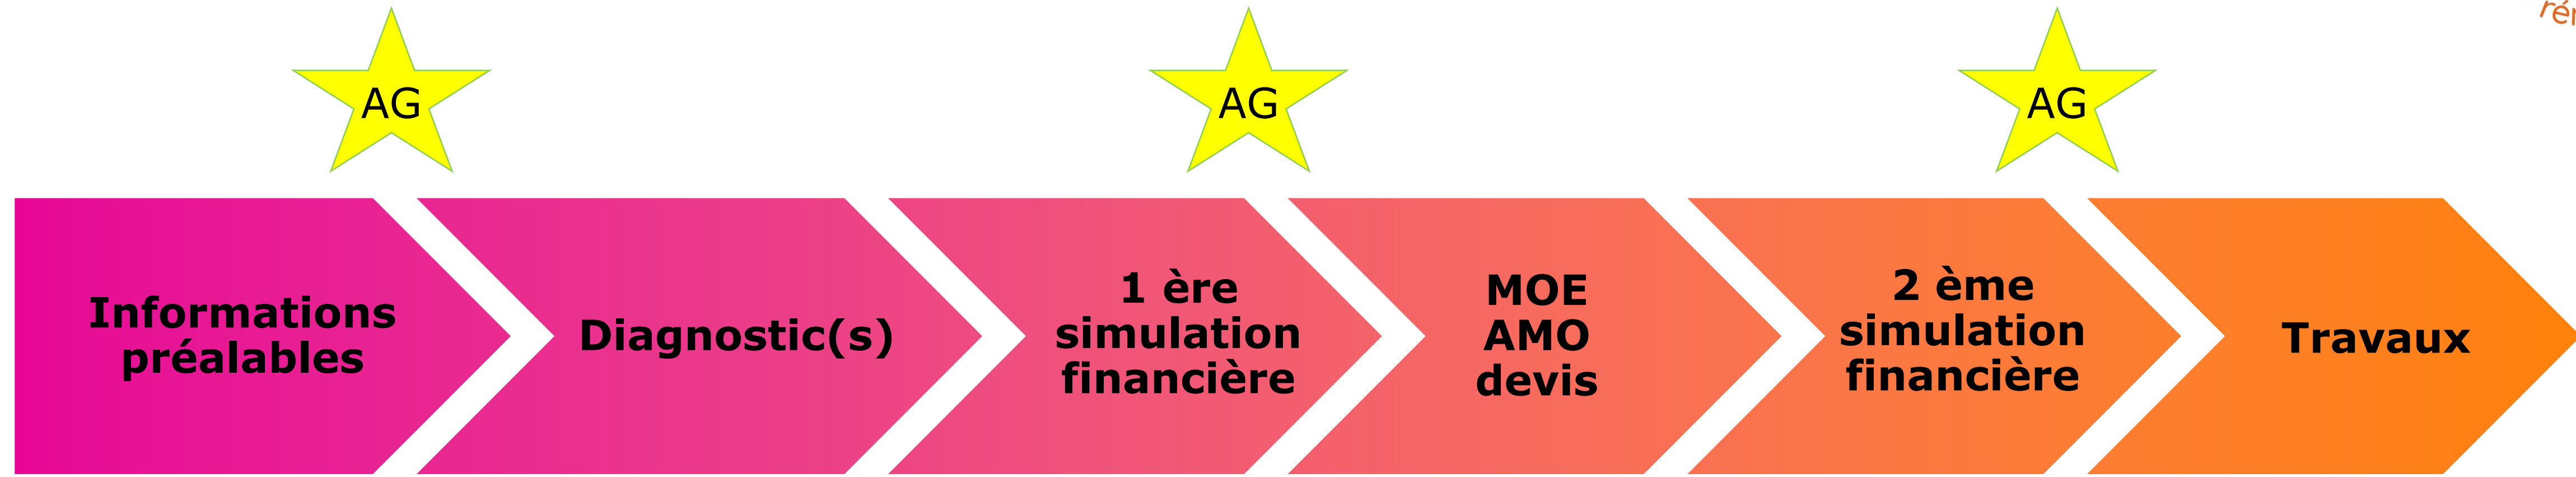 AG
AG
AG
Informations
préalables
Diagnostic(s)
1 ère
simulation
financière
MOE
AMO
devis
2 ème
simulation
financière
Travaux